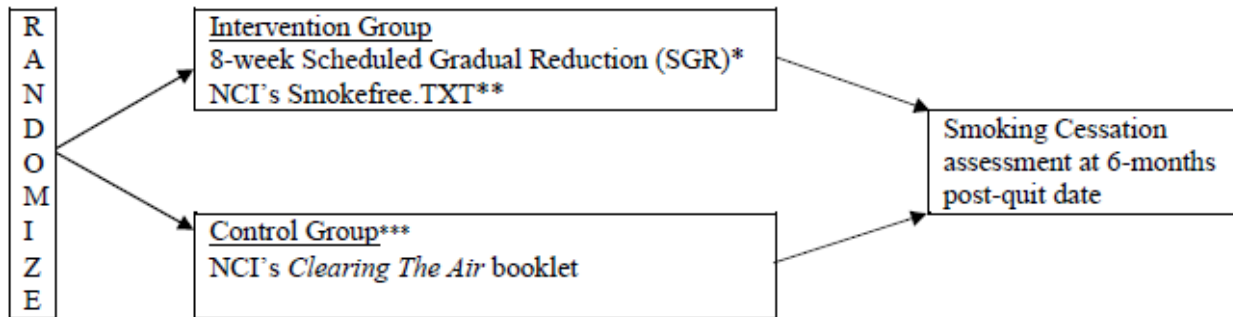 RANDOMIZE
Intervention Group
8-week Scheduled Gradual Reduction (SGR)*
NCI's Smokefree.TXT**
Control Group***
NCI's Clearing The Air booklet
Smoking Cessation
assessment at 6-months
post-quit date